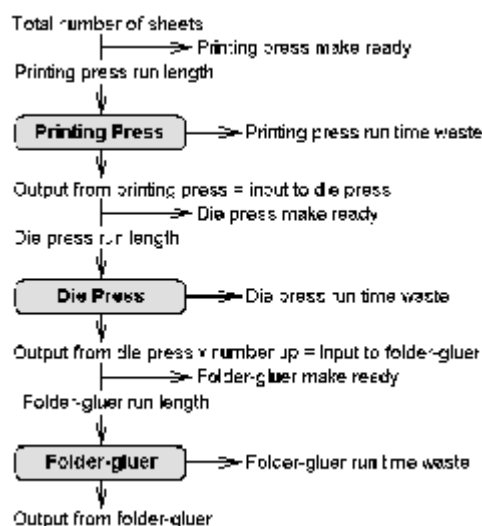 Total number of sheets
Printing press make ready
Printing press run length
Printing Press
Printing press run time waste
Output from printing press = input to die press
Die press make ready
Die press run length
Die Press
Die press run time waste
Output from die press x number up = Input to folder-gluer
Folder-gluer make ready
Folder-gluer run length
Folder-gluer
Folder-gluer run time waste
Output from folder-gluer